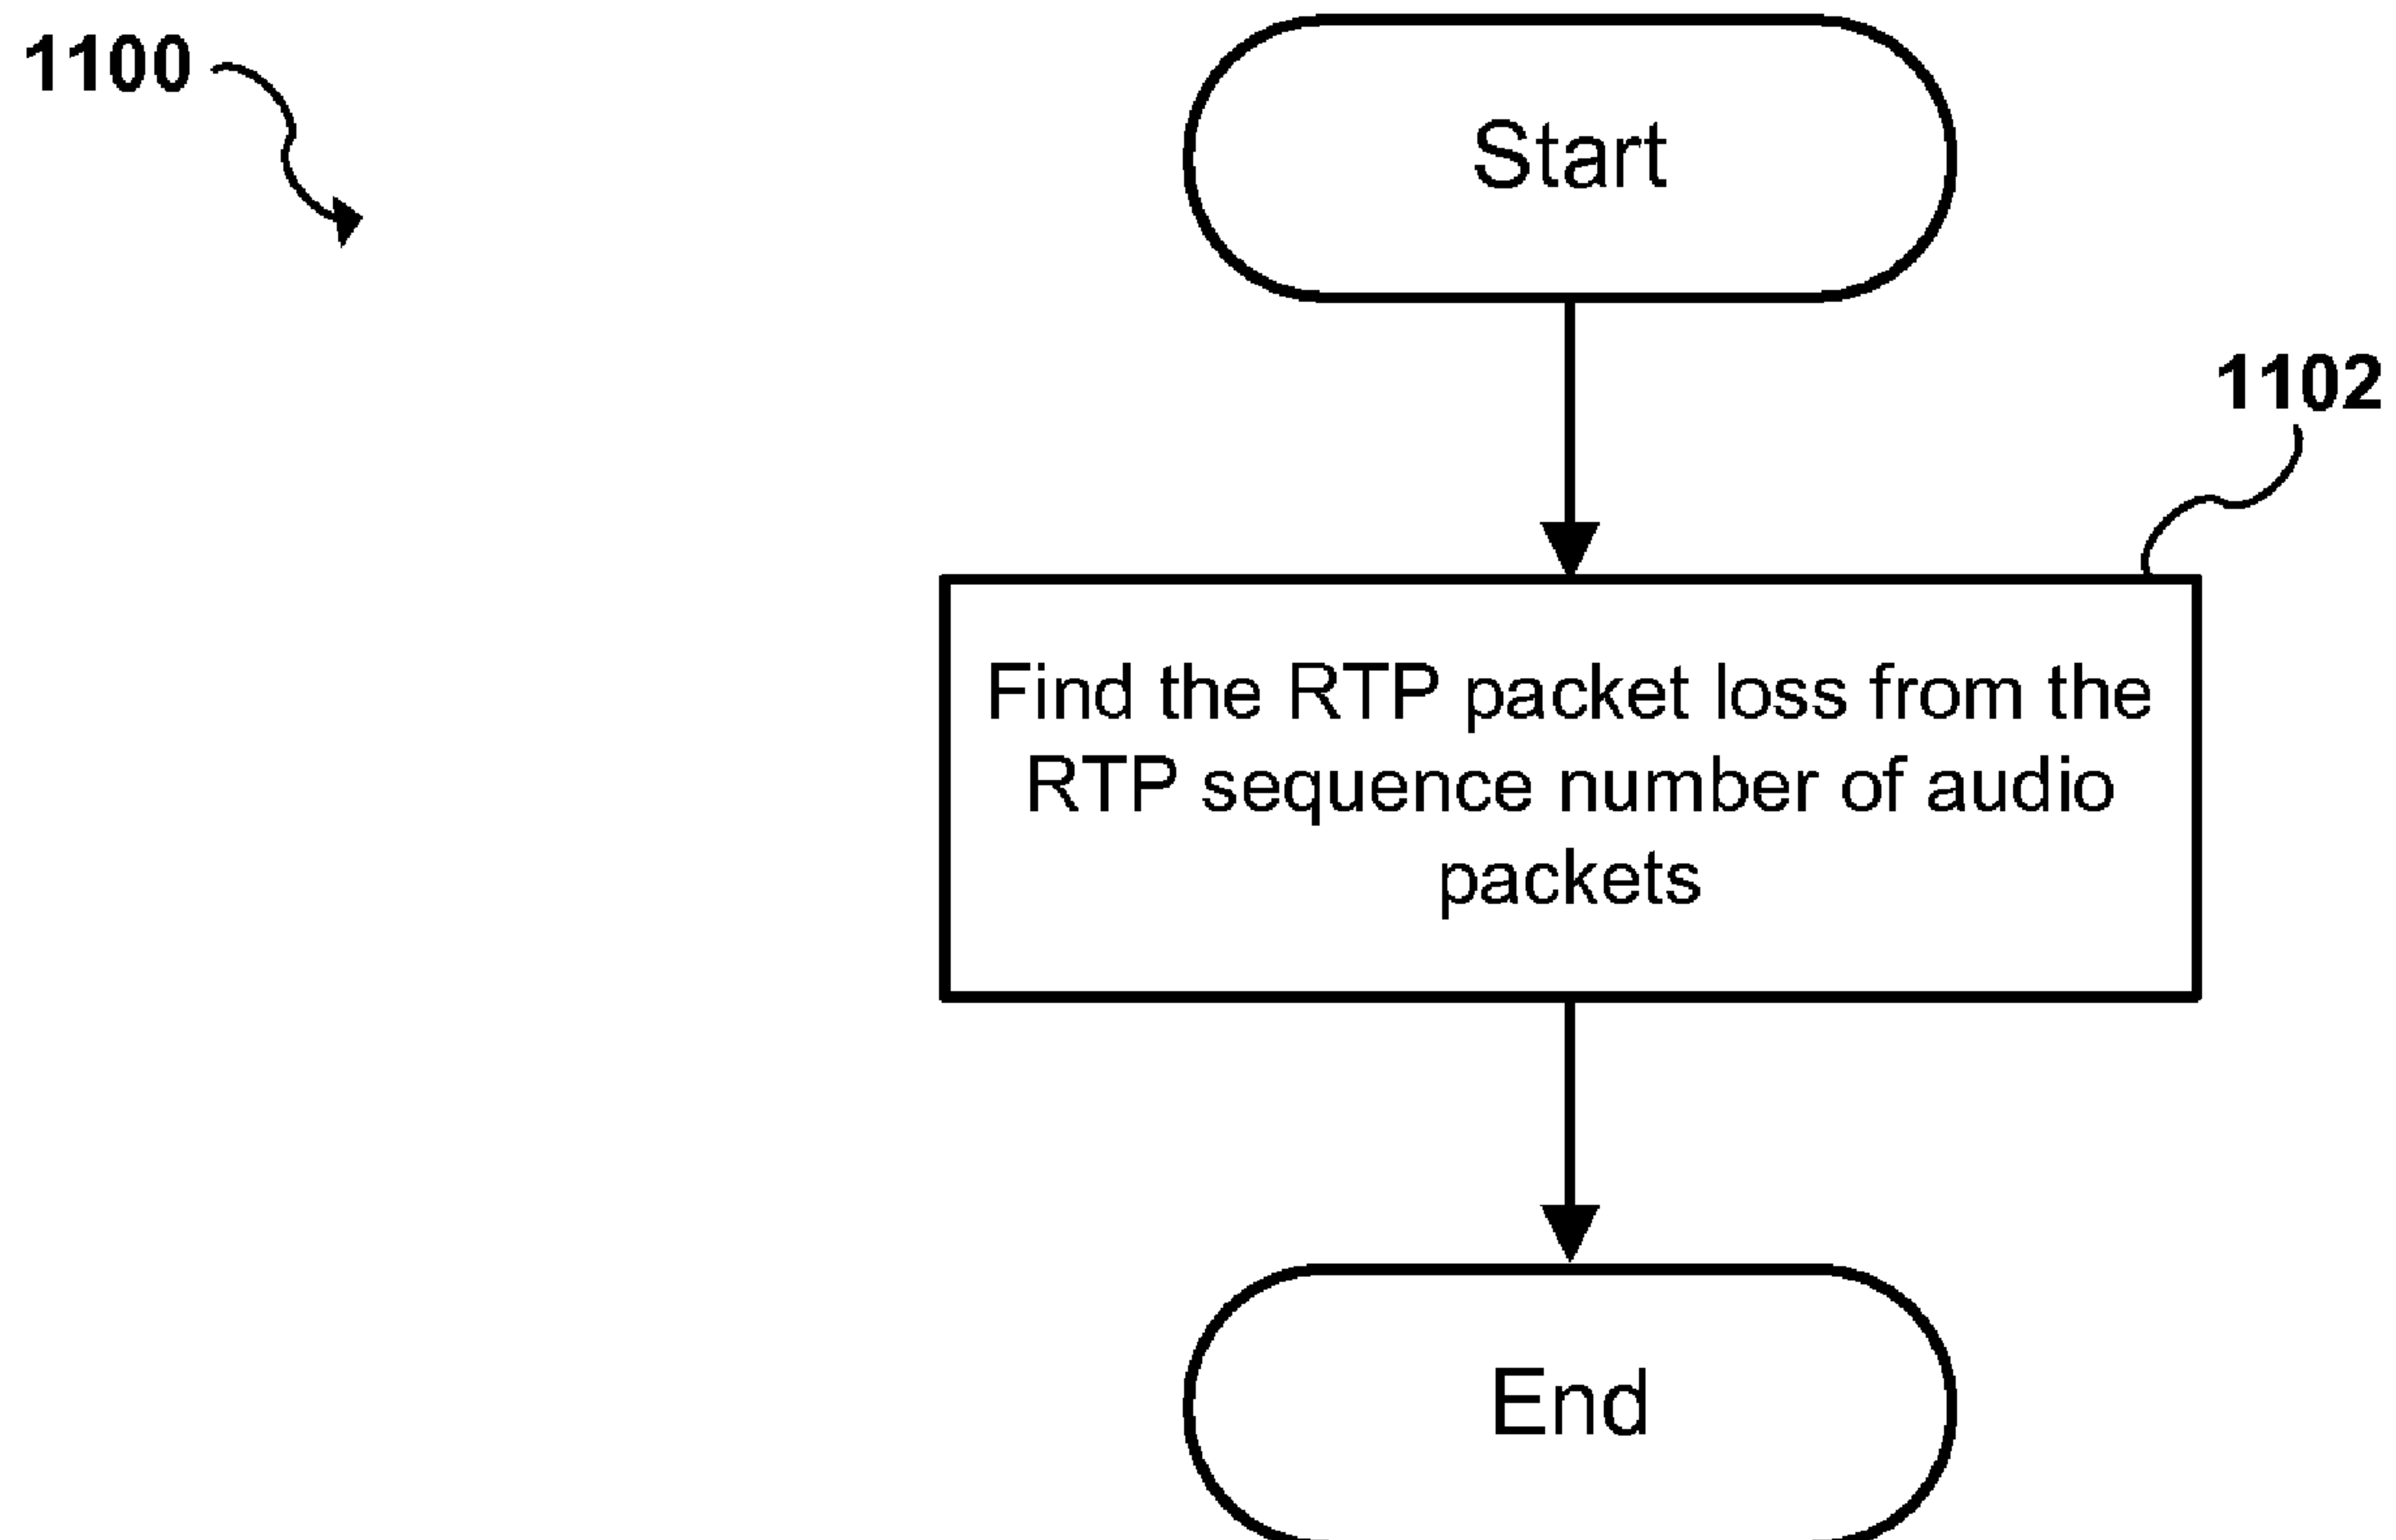 1100
Start
1102
Find the RTP packet loss from the
RTP sequence number of audio
packets
End